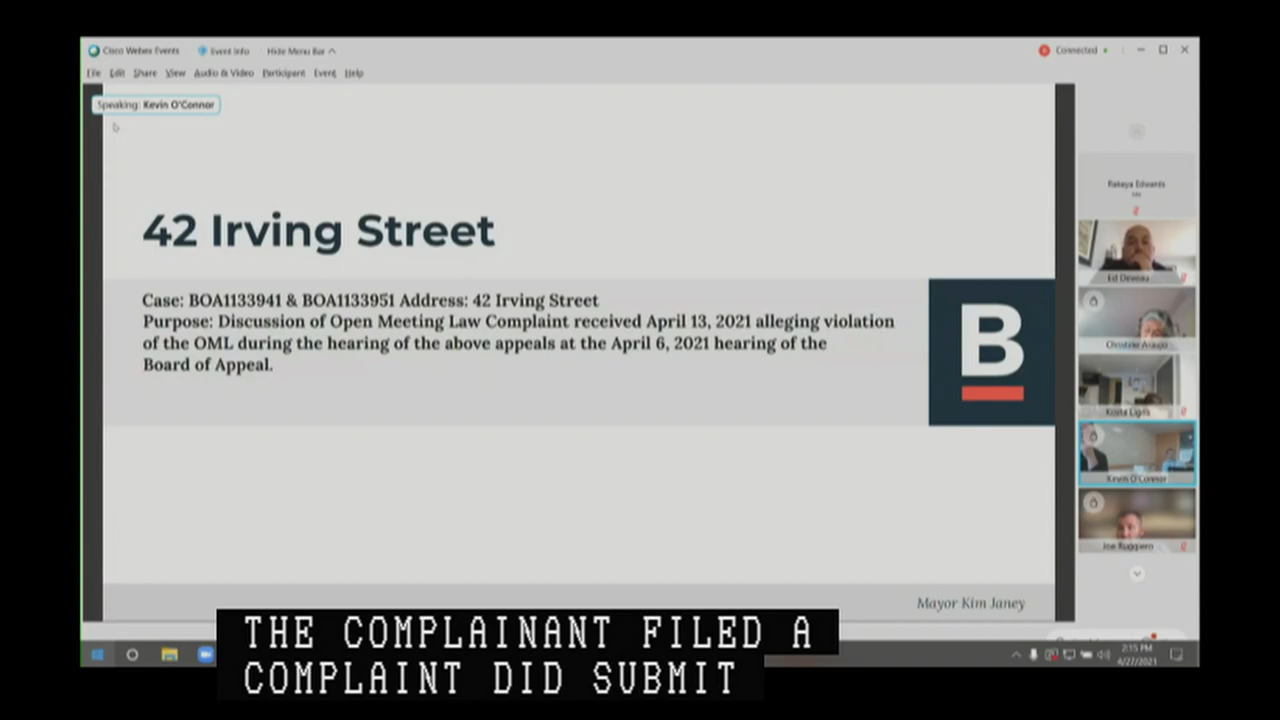 Cisco Webex Events
Event Info
Hide Menu Bar
Connected
File Edit Share View Audio & Video Participant Event Help
Speaking: Kevin O'Connor
Rakeya Edwards
Me
Ed Deveau
Christine Araujo
Kosta Ligris
Kevin O'Connor
Joe Ruggiero
42 Irving Street
Case: BOA1133941 & BOA1133951 Address: 42 Irving Street
Purpose: Discussion of Open Meeting Law Complaint received April 13, 2021 alleging violation
of the OML during the hearing of the above appeals at the April 6, 2021 hearing of the
Board of Appeal.
B
Mayor Kim Janey
THE COMPLAINANT FILED A
COMPLAINT DID SUBMIT
2:15 PM
4/27/2021